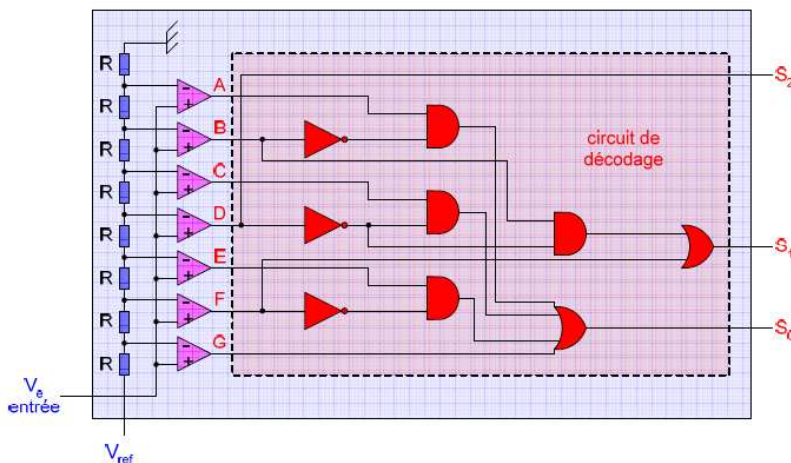 R
R
R
R
R
R
R
R
A
B
C
D
E
F
G
- +
- +
- +
- +
- +
- +
- +
circuit de
décodage
S2
S1
S0
Ve
entrée
Vref